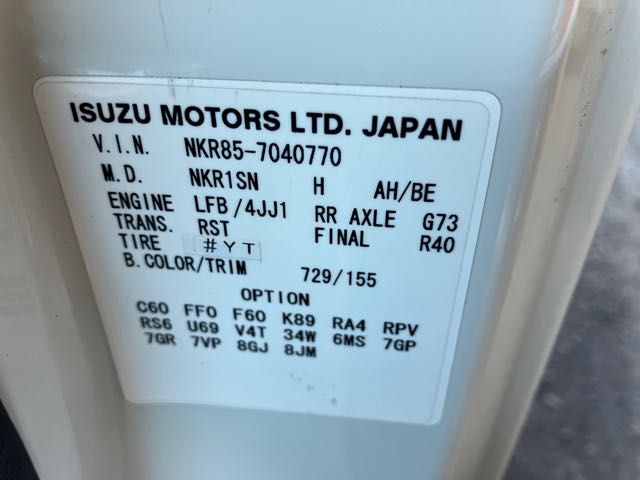 ISUZU MOTORS LTD. JAPAN
V.I.N. NKR85-7040770
M.D. NKR1SN H AH/BE
ENGINE LFB/4JJ1 RR AXLE G73
TRANS. RST FINAL R40
TIRE #YT
B.COLOR/TRIM 729/155
OPTION
C60 FF0 F60 K89 RA4 RPV
RS6 U69 V4T 34W 6MS 7GP
7GR 7VP 8GJ 8JM